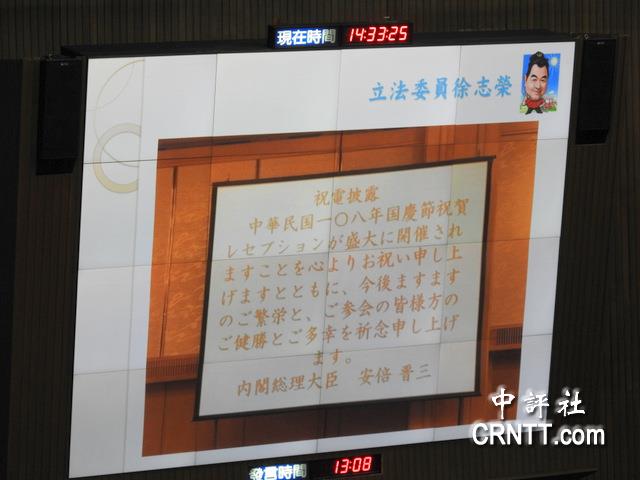 現在時間 14:33:25
立法委員徐志榮
祝電披露
中華民国一〇八年国慶節祝賀
レセプションが盛大に開催され
ますことを心よりお祝い申し上
げますとともに、今後ますます
のご繁栄と、ご参会の皆様方の
ご健勝とご多幸を祈念申し上げ
ます。
内閣総理大臣 安倍 晋三
中評社
CRNTT.com
發言時間 13:08